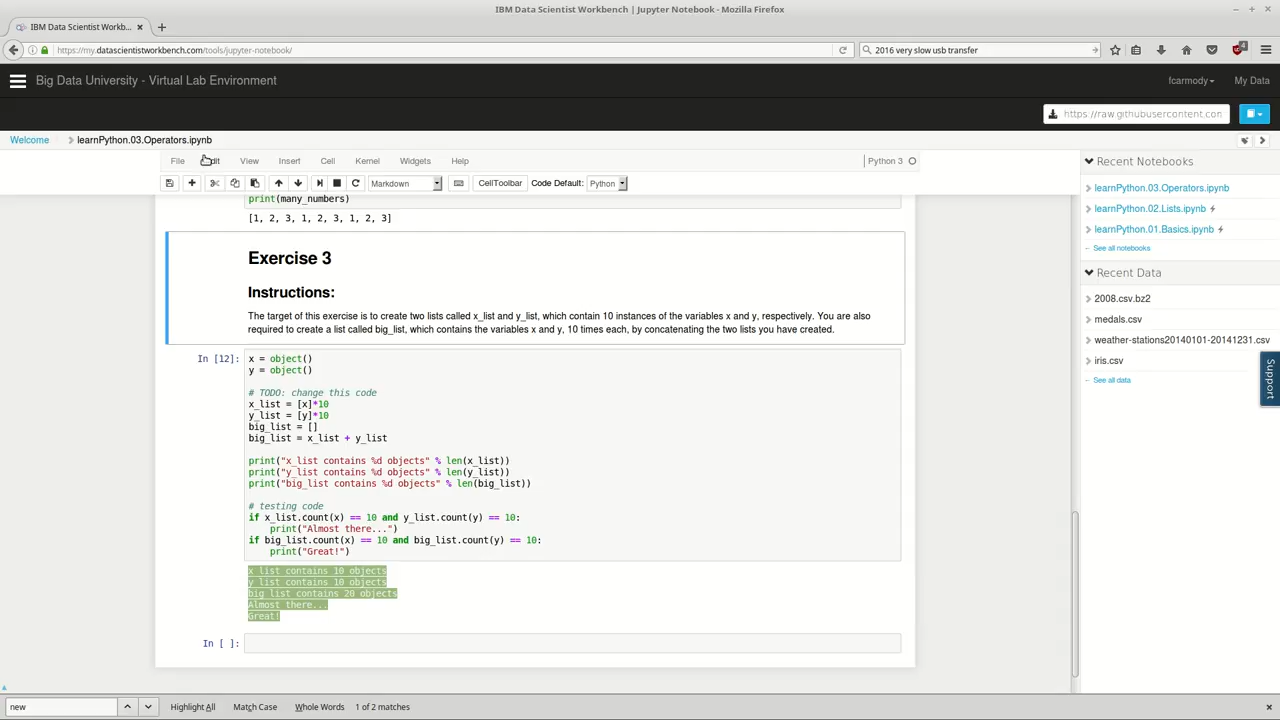 IBM Data Scientist Workbench | Jupyter Notebook - Mozilla Firefox
IBM Data Scientist Workb...
https://my.datascientistworkbench.com/tools/jupyter-notebook/
2016 very slow usb transfer
4
Big Data University - Virtual Lab Environment
fcarmody
My Data
https://raw.githubusercontent.con
Welcome
learnPython.03.Operators.ipynb
File
View
Insert
Cell
Kernel
Widgets
Help
Python 3
Markdown
CellToolbar
Code Default:
Python
print(many_numbers)
[1, 2, 3, 1, 2, 3, 1, 2, 3]
Exercise 3
Instructions:
The target of this exercise is to create two lists called x_list and y_list, which contain 10 instances of the variables x and y, respectively. You are also
required to create a list called big_list, which contains the variables x and y, 10 times each, by concatenating the two lists you have created.
In [12]:
x = object()
y = object()
# TODO: change this code
x_list = [x]*10
y_list = [y]*10
big_list = []
big_list = x_list + y_list
print("x_list contains %d objects" % len(x_list))
print("y_list contains %d objects" % len(y_list))
print("big_list contains %d objects" % len(big_list))
# testing code
if x_list.count(x) == 10 and y_list.count(y) == 10:
print("Almost there...")
if big_list.count(x) == 10 and big_list.count(y) == 10:
print("Great!")
x_list contains 10 objects
y_list contains 10 objects
big_list contains 20 objects
Almost there...
Great!
In [ ]:
Recent Notebooks
learnPython.03.Operators.ipynb
learnPython.02.Lists.ipynb
learnPython.01.Basics.ipynb
See all notebooks
Recent Data
2008.csv.bz2
medals.csv
weather-stations20140101-20141231.csv
iris.csv
See all data
Support
new
Highlight All
Match Case
Whole Words
1 of 2 matches